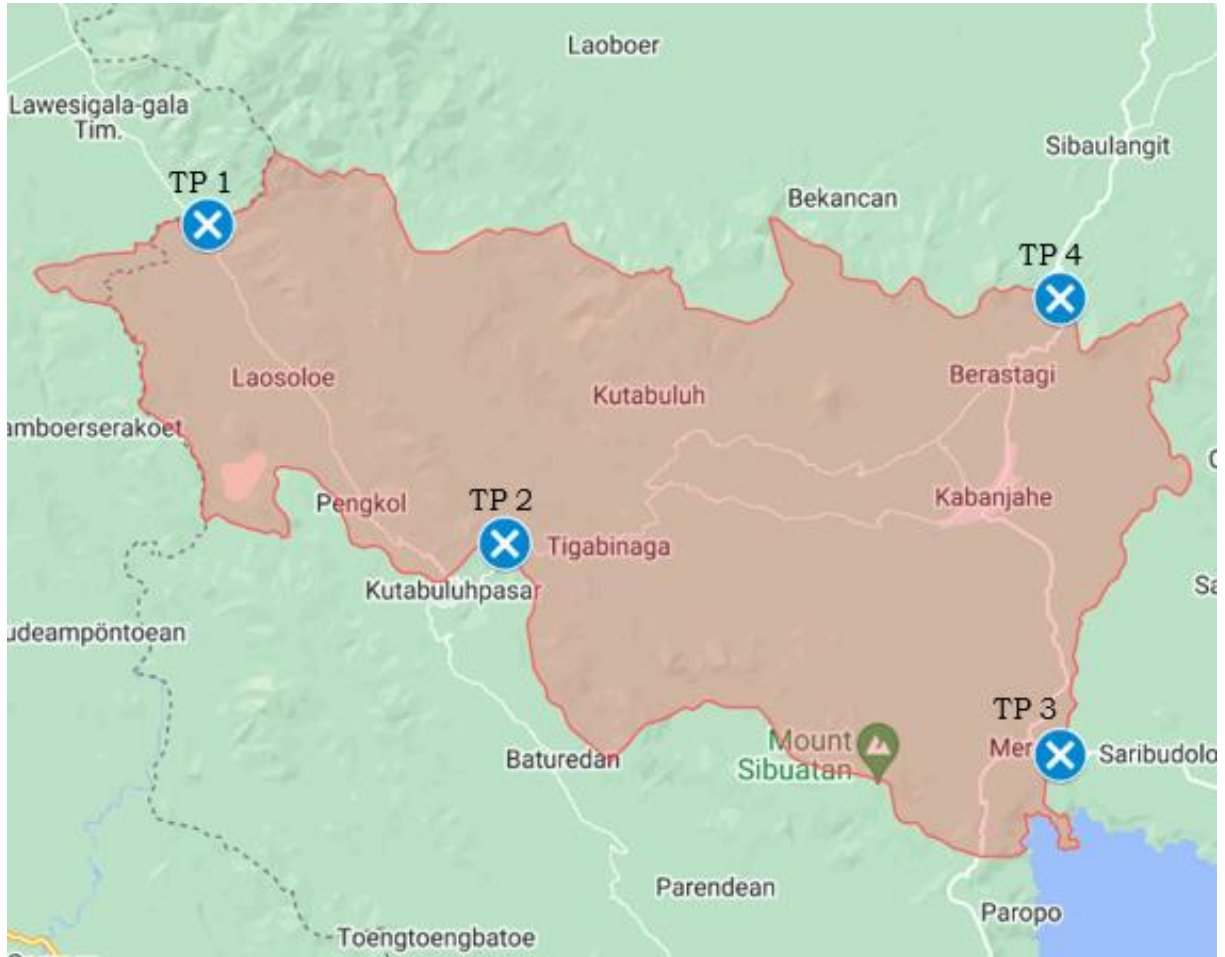 Laoboer
Lawesigala-gala
Tim.
Sibaulangit
TP 1
Bekancan
TP 4
Laosoloe
Berastagi
Kutabuluh
amboerserakoet
Pengkol
TP 2
Kabanjahe
Tigabinaga
Kutabuluhpasar
udeampöntoean
TP 3
Mount
Sibuatan
Mer
Baturedan
Saribudolo
Parendean
Paropo
Toengtoengbatoe